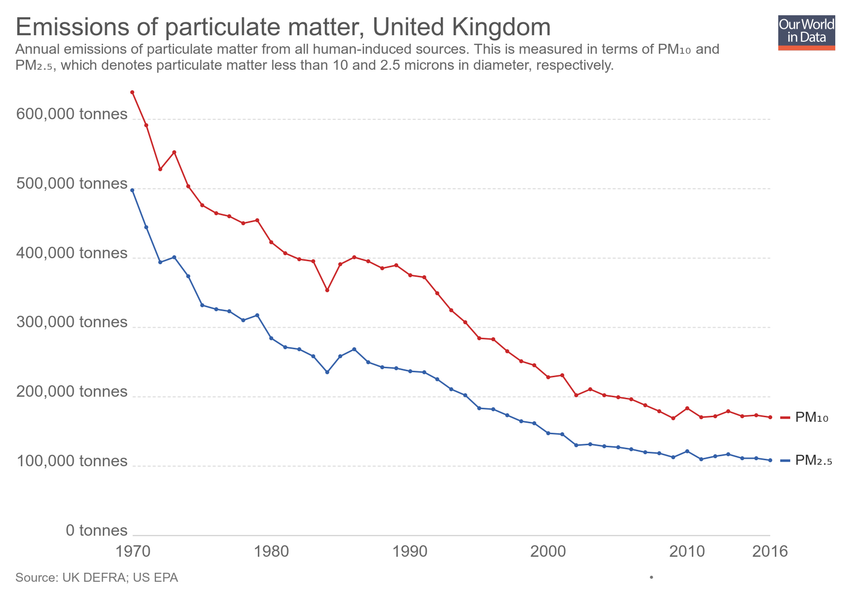 Emissions of particulate matter, United Kingdom
Our World
in Data
Annual emissions of particulate matter from all human-induced sources. This is measured in terms of PM₁₀ and
PM₂.₅, which denotes particulate matter less than 10 and 2.5 microns in diameter, respectively.
600,000 tonnes
500,000 tonnes
400,000 tonnes
300,000 tonnes
200,000 tonnes
PM₁₀
100,000 tonnes
PM₂.₅
0 tonnes
1970 1980 1990 2000 2010 2016
Source: UK DEFRA; US EPA